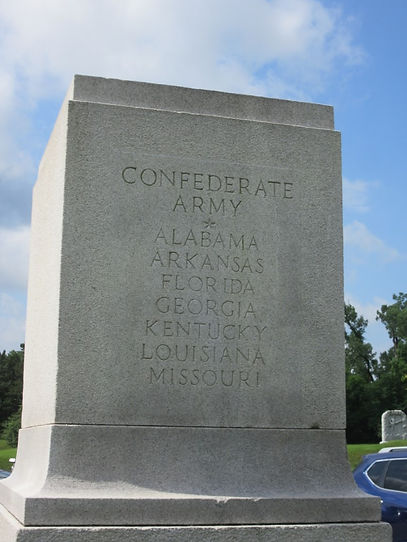 CONFEDERATE
ARMY
*
ALABAMA
ARKANSAS
FLORIDA
GEORGIA
KENTUCKY
LOUISIANA
MISSOURI